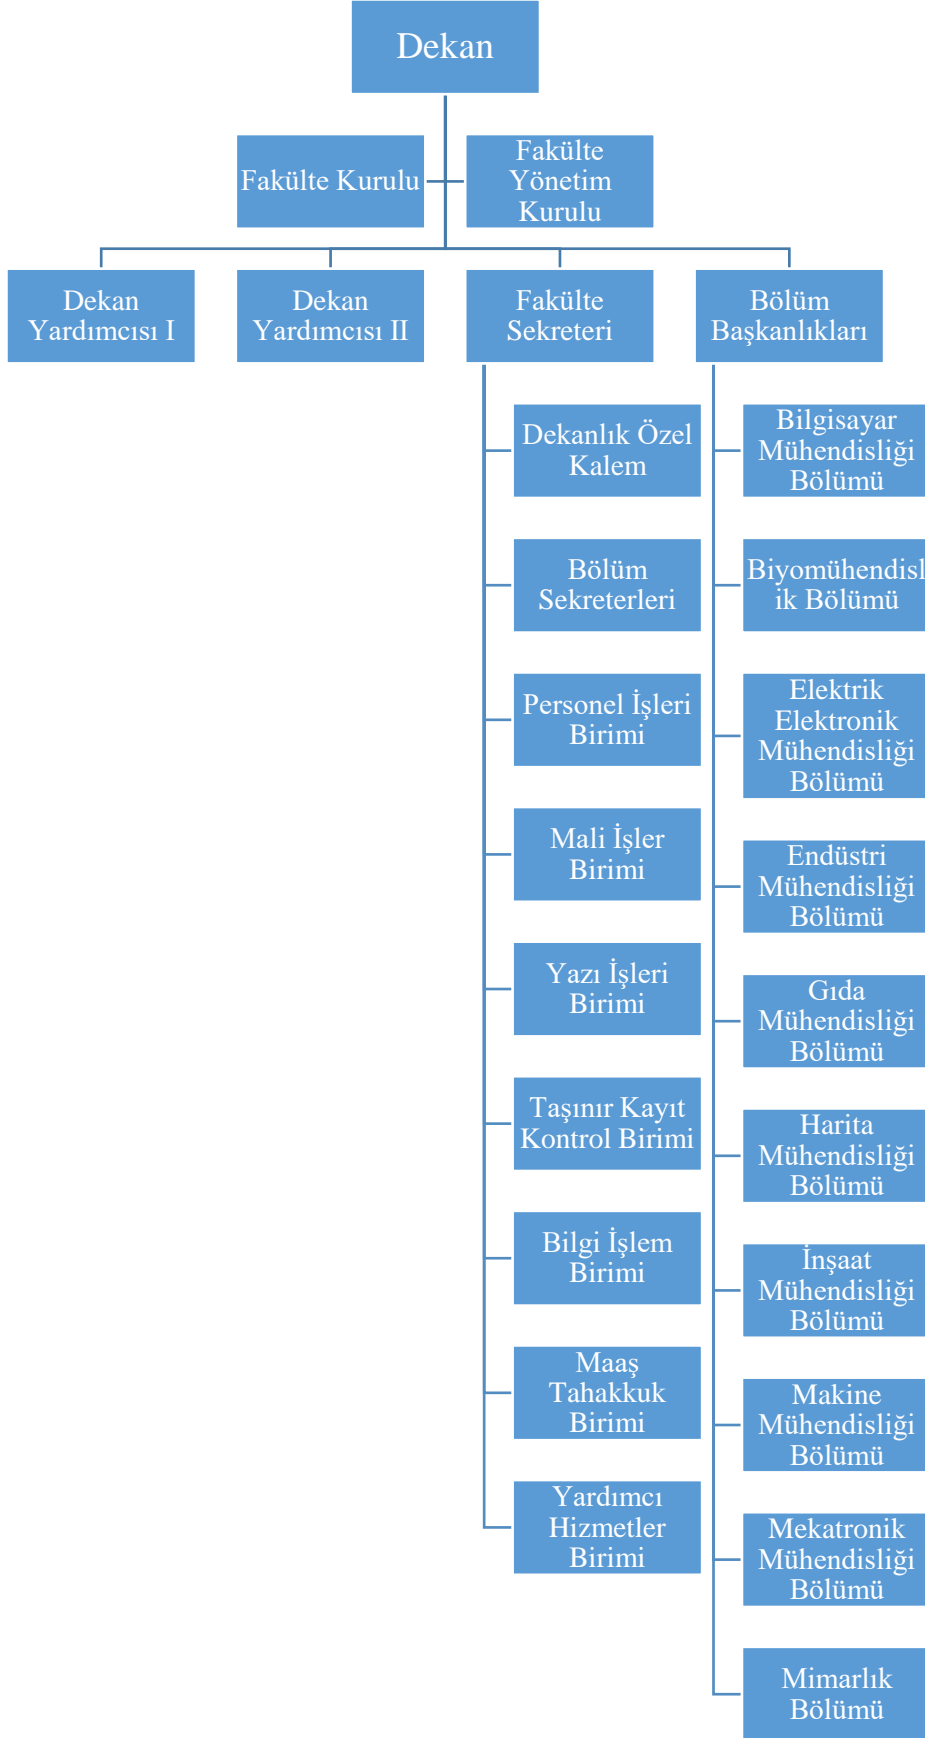 Dekan
Fakülte Kurulu
Fakülte
Yönetim
Kurulu
Dekan
Yardımcısı I
Dekan
Yardımcısı II
Fakülte
Sekreteri
Bölüm
Başkanlıkları
Dekanlık Özel
Kalem
Bölüm
Sekreterleri
Personel İşleri
Birimi
Mali İşler
Birimi
Yazı İşleri
Birimi
Taşınır Kayıt
Kontrol Birimi
Bilgi İşlem
Birimi
Maaş
Tahakkuk
Birimi
Yardımcı
Hizmetler
Birimi
Bilgisayar
Mühendisliği
Bölümü
Biyomühendisl
ik Bölümü
Elektrik
Elektronik
Mühendisliği
Bölümü
Endüstri
Mühendisliği
Bölümü
Gıda
Mühendisliği
Bölümü
Harita
Mühendisliği
Bölümü
İnşaat
Mühendisliği
Bölümü
Makine
Mühendisliği
Bölümü
Mekatronik
Mühendisliği
Bölümü
Mimarlık
Bölümü